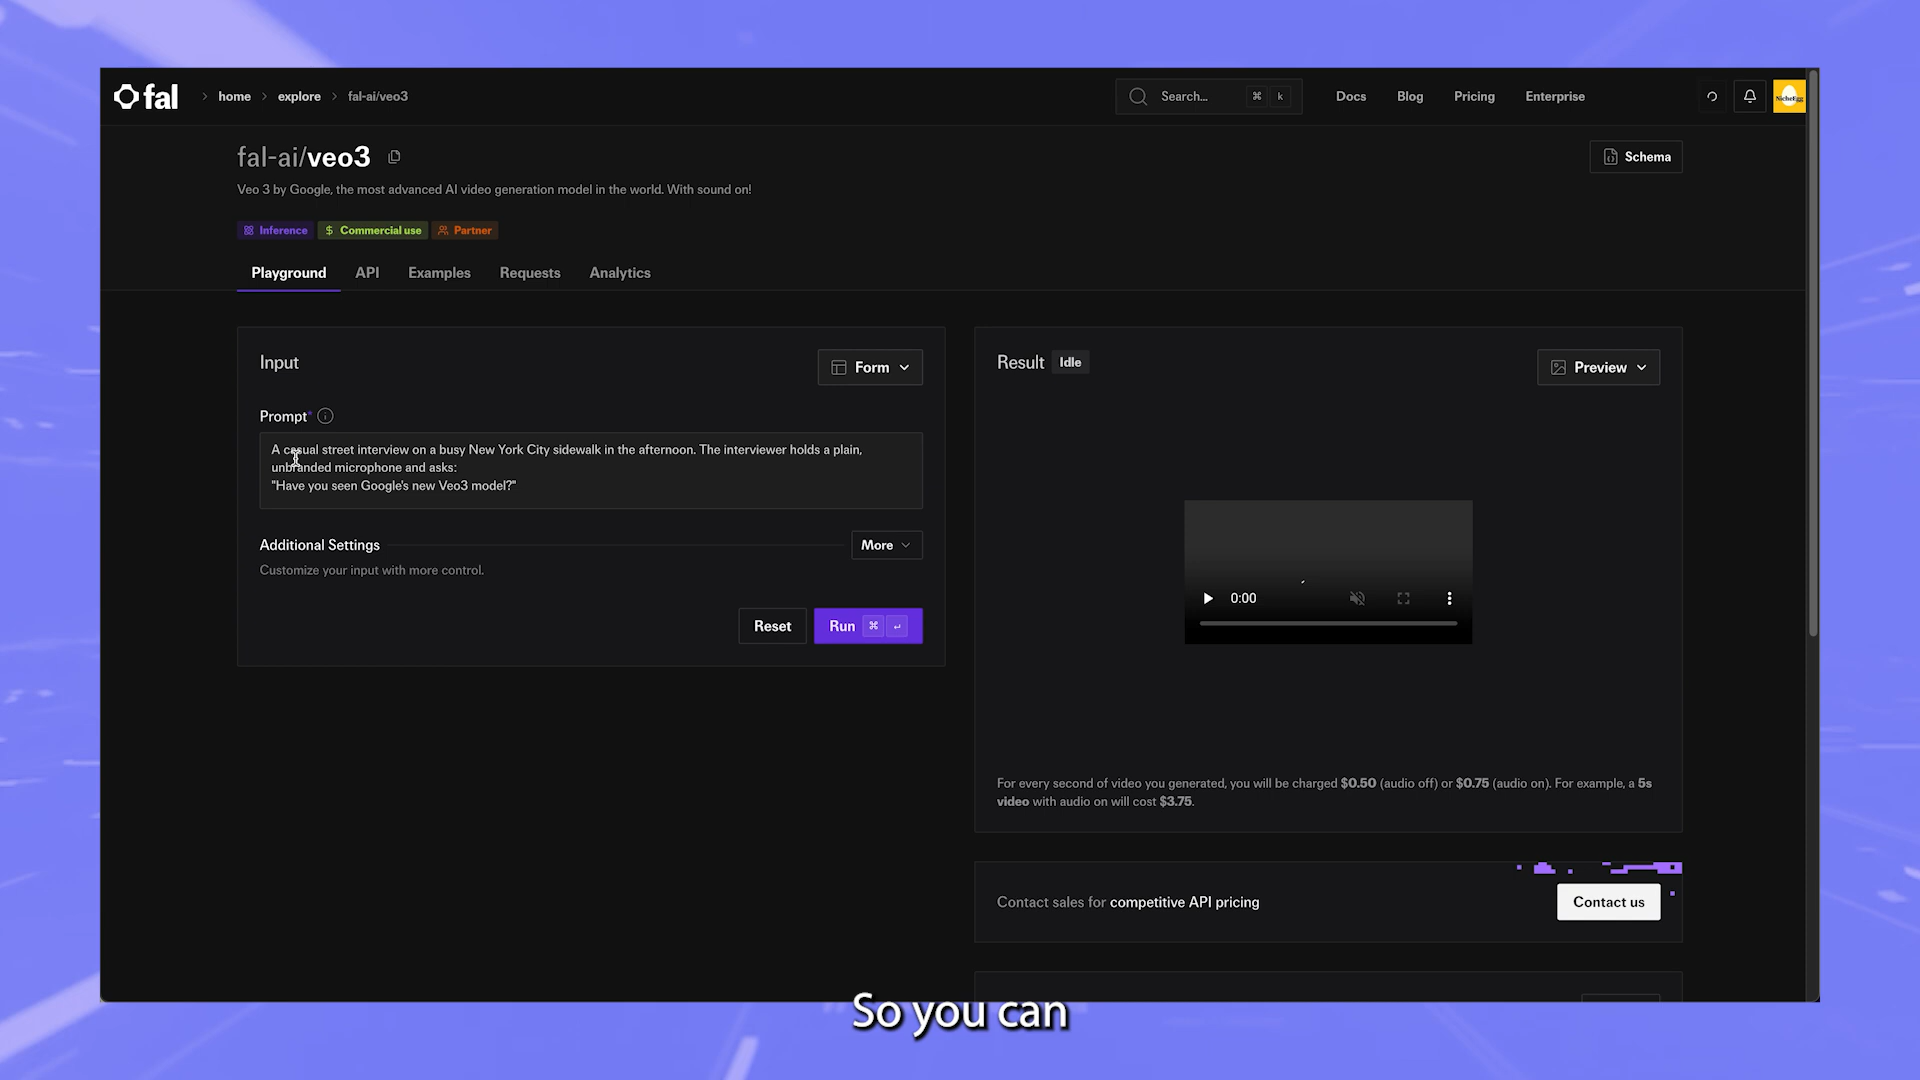 fal
home
explore
fal-ai/veo3
Search...
⌘ k
Docs
Blog
Pricing
Enterprise
NicheEgg
fal-ai/veo3
Schema
Veo 3 by Google, the most advanced AI video generation model in the world. With sound on!
Inference
$ Commercial use
Partner
Playground
API
Examples
Requests
Analytics
Input
Form
Prompt*
A casual street interview on a busy New York City sidewalk in the afternoon. The interviewer holds a plain,
unbranded microphone and asks:
"Have you seen Google's new Veo3 model?"
Additional Settings
More
Customize your input with more control.
Reset
Run ⌘ ↵
Result Idle
Preview
0:00
For every second of video you generated, you will be charged $0.50 (audio off) or $0.75 (audio on). For example, a 5s
video with audio on will cost $3.75.
Contact sales for competitive API pricing
Contact us
So you can